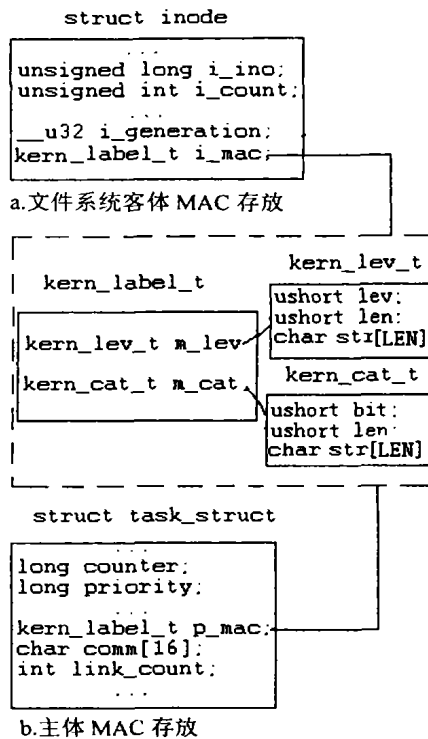 struct inode
...
unsigned long i_ino;
unsigned int i_count;
...
__u32 i_generation;
kern_label_t i_mac;
a.文件系统客体 MAC 存放
kern_lev_t
kern_label_t
ushort lev;
ushort len;
char str[LEN]
kern_lev_t m_lev
kern_cat_t m_cat
kern_cat_t
ushort bit;
ushort len;
char str[LEN]
struct task_struct
...
long counter;
long priority;
...
kern_label_t p_mac;
char comm[16];
int link_count;
...
b.主体 MAC 存放